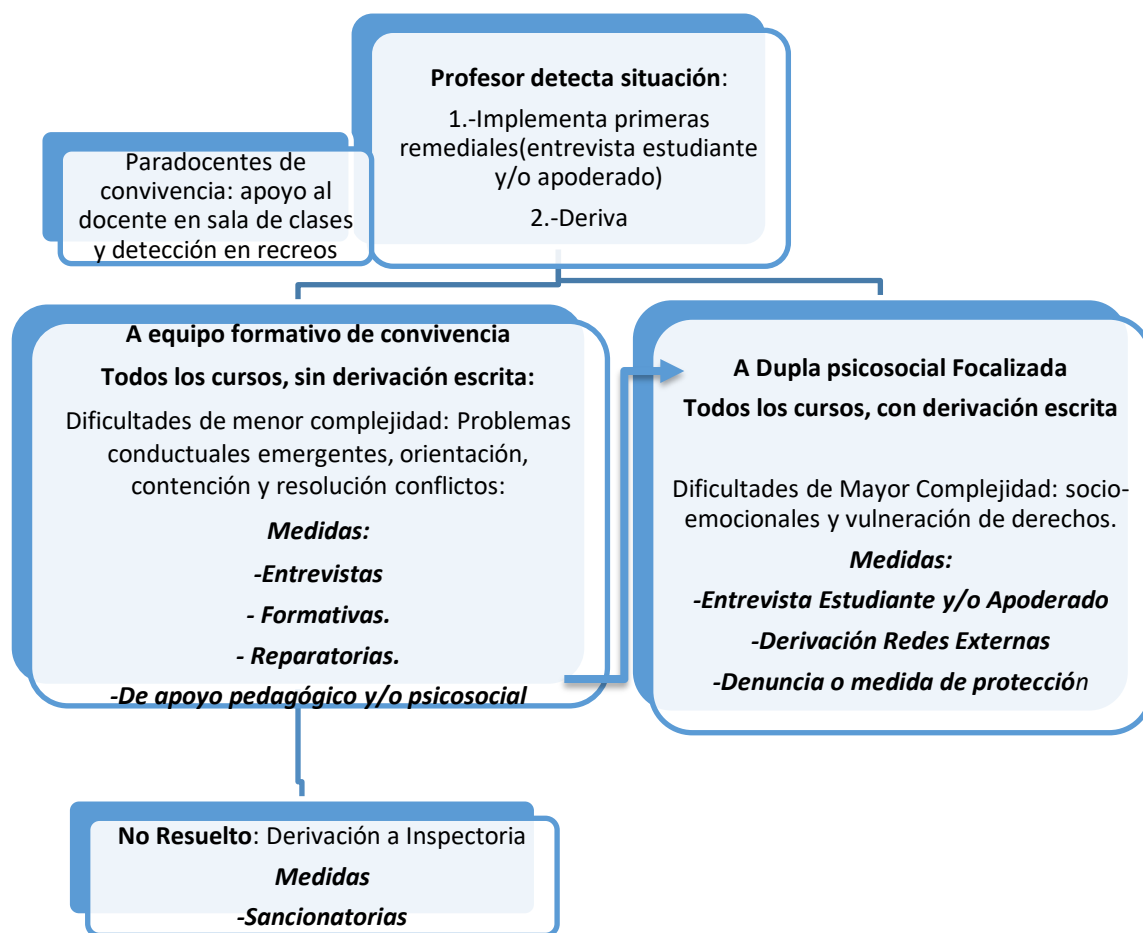 Profesor detecta situación:
1.-Implementa primeras
remediales(entrevista estudiante
y/o apoderado)
2.-Deriva
Paradocentes de
convivencia: apoyo al
docente en sala de clases
y detección en recreos
A equipo formativo de convivencia
Todos los cursos, sin derivación escrita:
Dificultades de menor complejidad: Problemas
conductuales emergentes, orientación,
contención y resolución conflictos:
Medidas:
-Entrevistas
- Formativas.
- Reparatorias.
-De apoyo pedagógico y/o psicosocial
A Dupla psicosocial Focalizada
Todos los cursos, con derivación escrita
Dificultades de Mayor Complejidad: socio-
emocionales y vulneración de derechos.
Medidas:
-Entrevista Estudiante y/o Apoderado
-Derivación Redes Externas
-Denuncia o medida de protección
No Resuelto: Derivación a Inspectoria
Medidas
-Sancionatorias